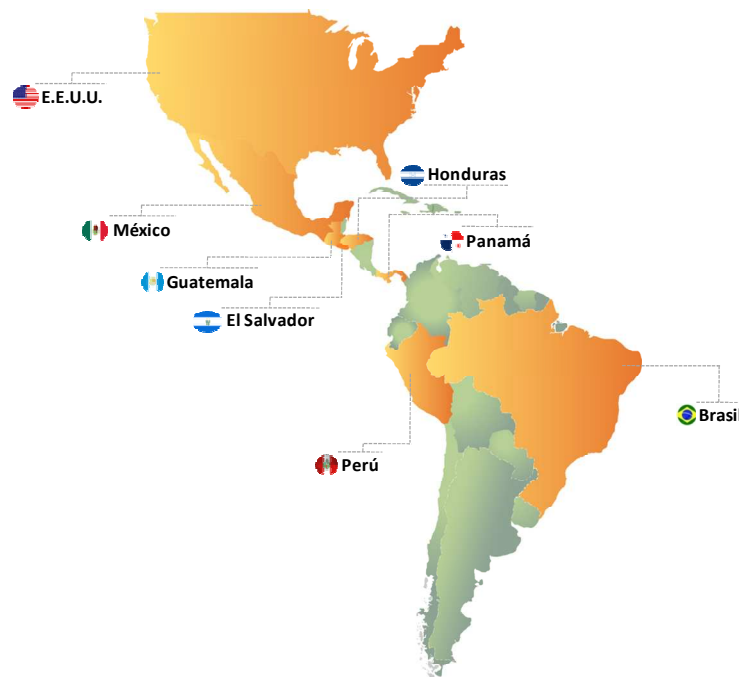 E.E.U.U.
Honduras
México
Panamá
Guatemala
El Salvador
Brasil
Perú